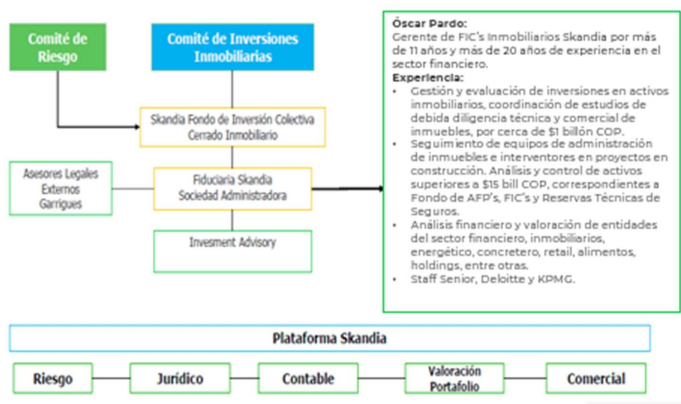 Comité de
Riesgo
Comité de Inversiones
Inmobiliarias
Skandia Fondo de Inversión Colectiva
Cerrado Inmobiliario
Asesores Legales
Externos
Garrigues
Fiduciaria Skandia
Sociedad Administradora
Invesment Advisory
Óscar Pardo:
Gerente de FIC's Inmobiliarios Skandia por más
de 11 años y más de 20 años de experiencia en el
sector financiero.
Experiencia:
• Gestión y evaluación de inversiones en activos
inmobiliarios, coordinación de estudios de
debida diligencia técnica y comercial de
inmuebles, por cerca de $1 billón COP.
• Seguimiento de equipos de administración
de inmuebles e interventores en proyectos en
construcción. Análisis y control de activos
superiores a $15 bill COP, correspondientes a
Fondo de AFP's, FIC's y Reservas Técnicas de
Seguros.
• Análisis financiero y valoración de entidades
del sector financiero, inmobiliarios,
energético, concretero, retail, alimentos,
holdings, entre otras.
• Staff Senior, Deloitte y KPMG.
Plataforma Skandia
Riesgo
Jurídico
Contable
Valoración
Portafolio
Comercial